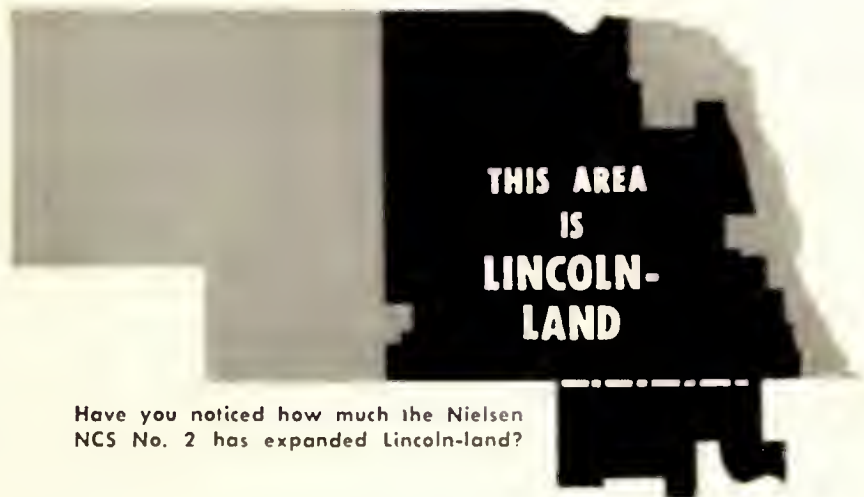 THIS AREA
IS
LINCOLN-
LAND
Have you noticed how much the Nielsen
NCS No. 2 has expanded Lincoln-land?